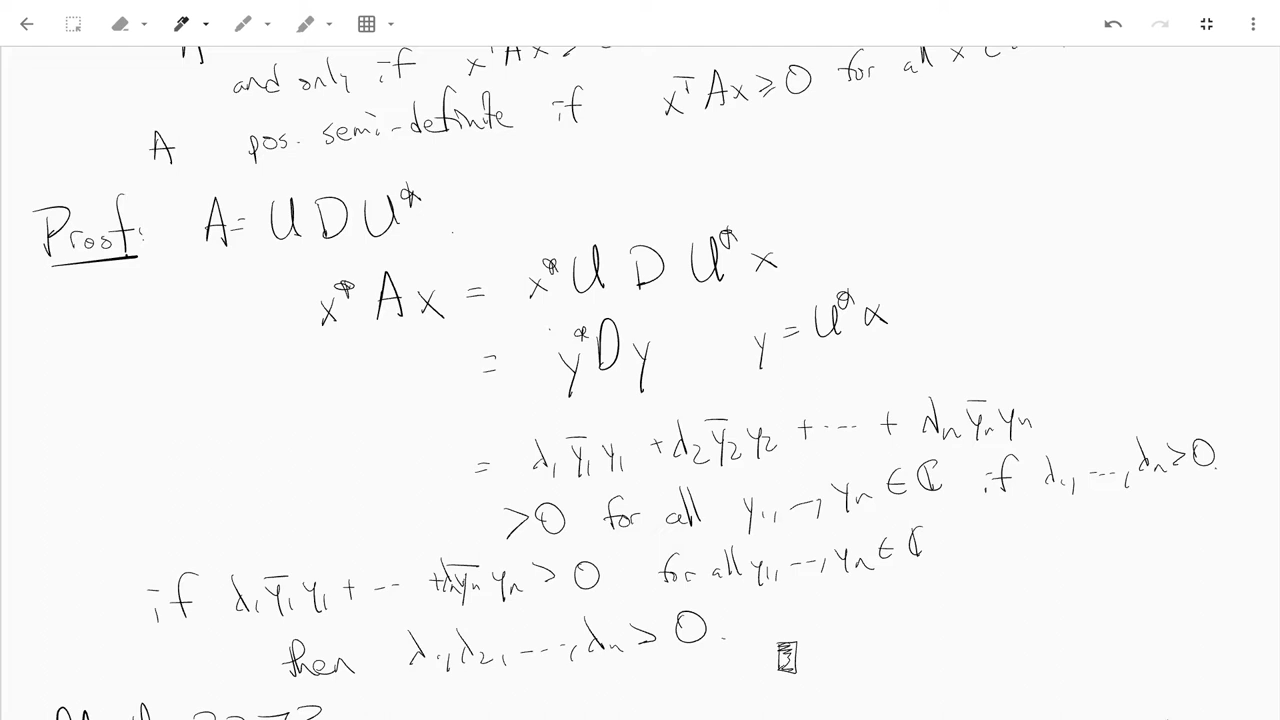 and only if x^T A x >
A pos. semi-definite if x^T A x ≥ 0 for all x
Proof: A = U D U*
x* A x = x* U D U* x
= y* D y y = U* x
= λ₁ ȳ₁ y₁ + λ₂ ȳ₂ y₂ + ... + λₙ ȳₙ yₙ
> 0 for all y₁, ..., yₙ ∈ ℂ if λ₁, ..., λₙ > 0.
if λ₁ ȳ₁ y₁ + ... + λₙ ȳₙ yₙ > 0 for all y₁, ..., yₙ ∈ ℂ
then λ₁, λ₂, ..., λₙ > 0.